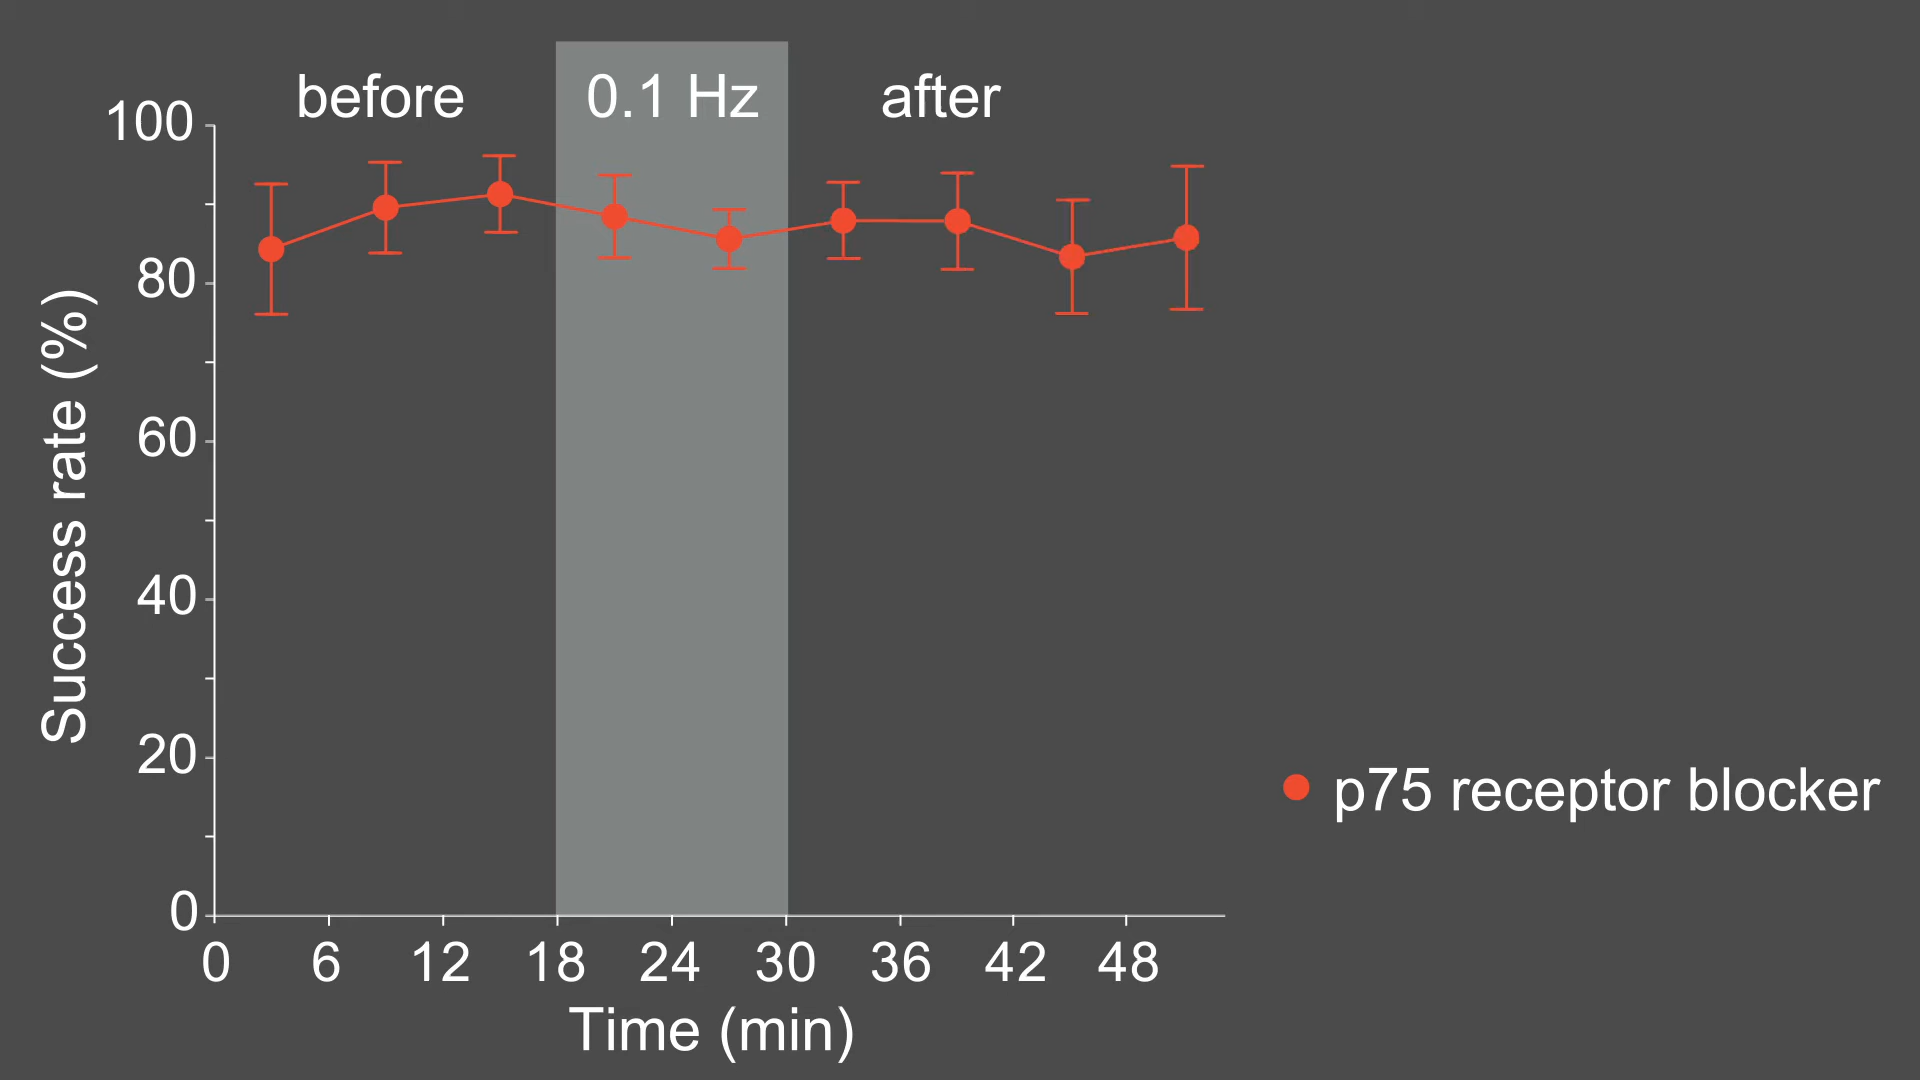 before 0.1 Hz after
100
80
60
40
20
0
Success rate (%)
0 6 12 18 24 30 36 42 48
Time (min)
p75 receptor blocker